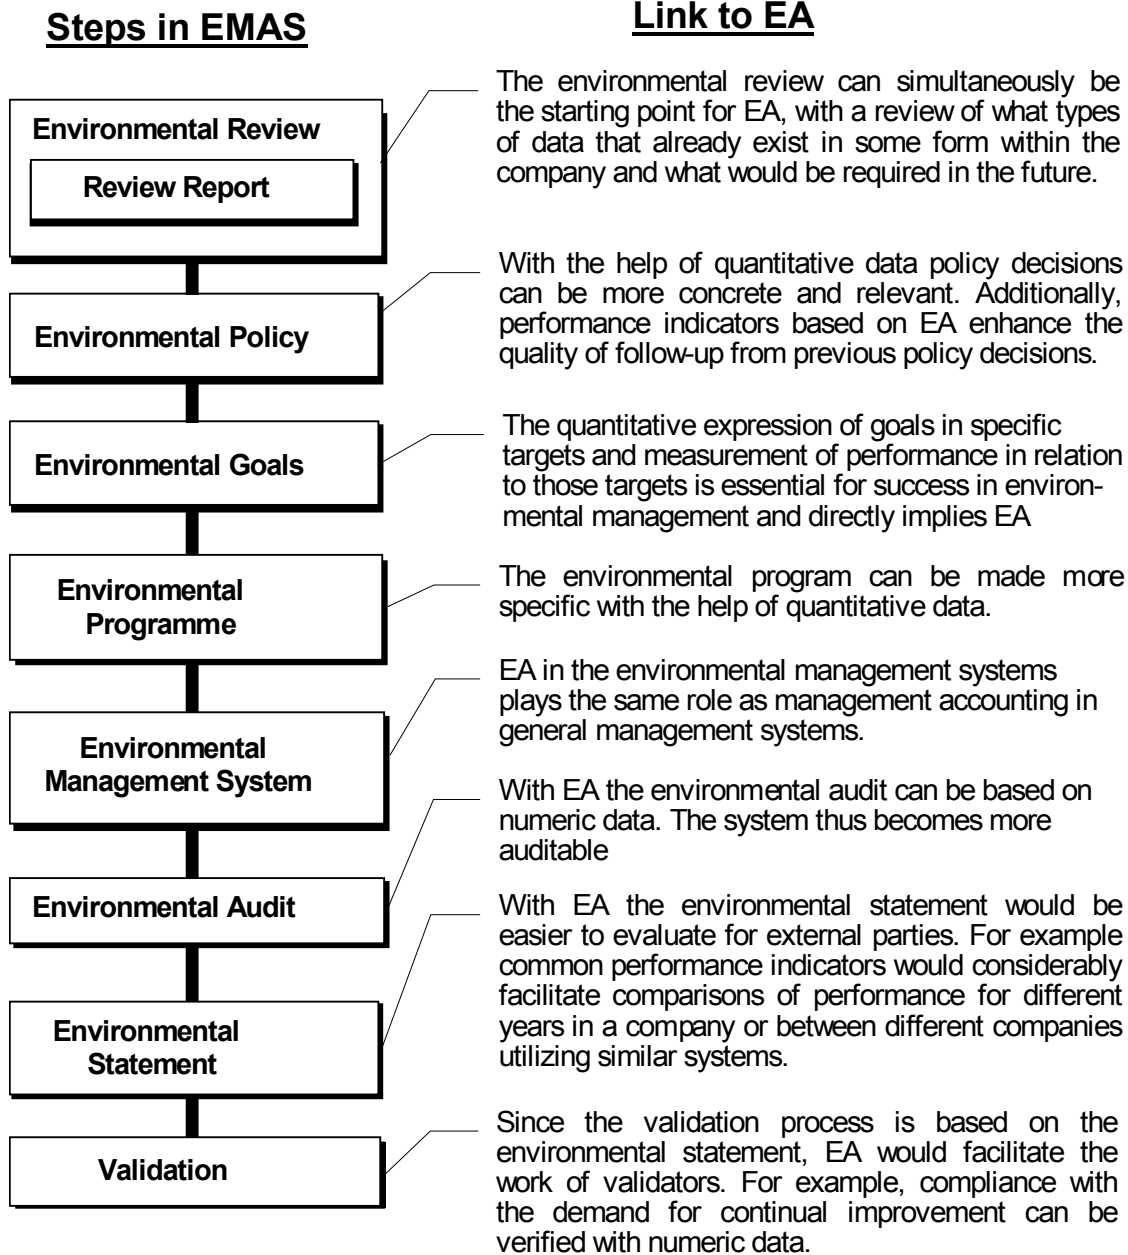 Steps in EMAS
Link to EA
Environmental Review
Review Report
The environmental review can simultaneously be
the starting point for EA, with a review of what types
of data that already exist in some form within the
company and what would be required in the future.
Environmental Policy
With the help of quantitative data policy decisions
can be more concrete and relevant. Additionally,
performance indicators based on EA enhance the
quality of follow-up from previous policy decisions.
Environmental Goals
The quantitative expression of goals in specific
targets and measurement of performance in relation
to those targets is essential for success in environ-
mental management and directly implies EA
Environmental
Programme
The environmental program can be made more
specific with the help of quantitative data.
Environmental
Management System
EA in the environmental management systems
plays the same role as management accounting in
general management systems.
Environmental Audit
With EA the environmental audit can be based on
numeric data. The system thus becomes more
auditable
Environmental
Statement
With EA the environmental statement would be
easier to evaluate for external parties. For example
common performance indicators would considerably
facilitate comparisons of performance for different
years in a company or between different companies
utilizing similar systems.
Validation
Since the validation process is based on the
environmental statement, EA would facilitate the
work of validators. For example, compliance with
the demand for continual improvement can be
verified with numeric data.